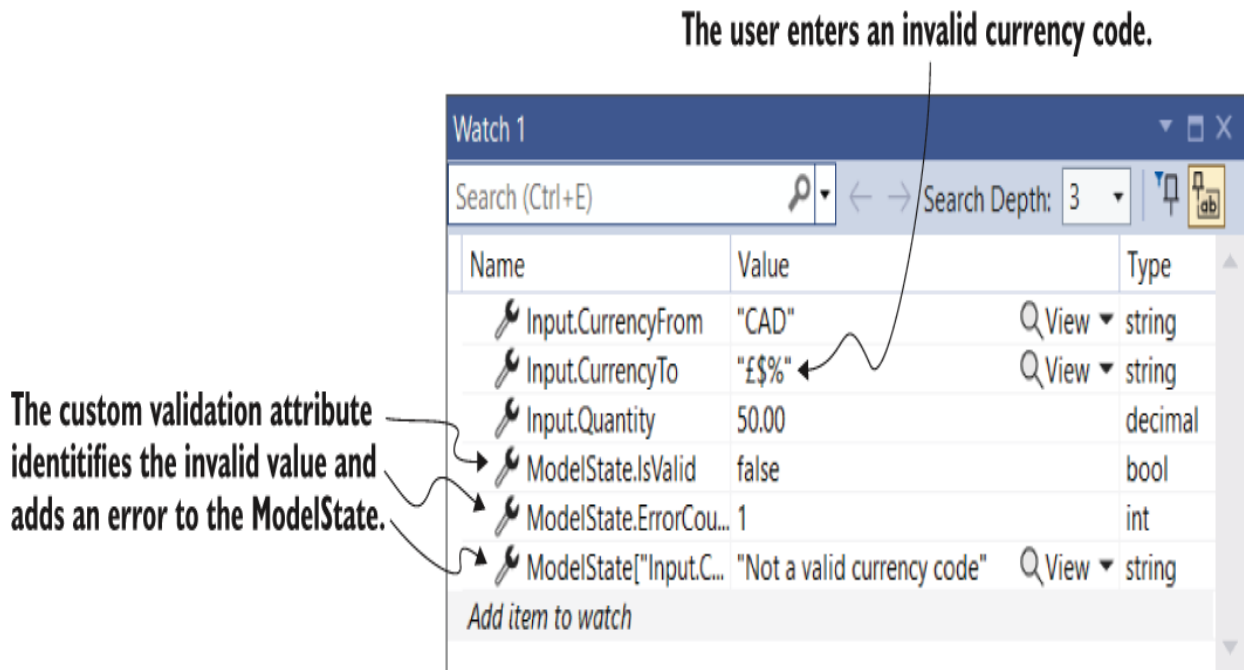 The user enters an invalid currency code.
Watch 1
Search (Ctrl+E) Search Depth: 3
Name Value Type
Input.CurrencyFrom "CAD" View string
Input.CurrencyTo "£$%" View string
Input.Quantity 50.00 decimal
ModelState.IsValid false bool
ModelState.ErrorCou... 1 int
ModelState["Input.C... "Not a valid currency code" View string
Add item to watch
The custom validation attribute
identitifies the invalid value and
adds an error to the ModelState.